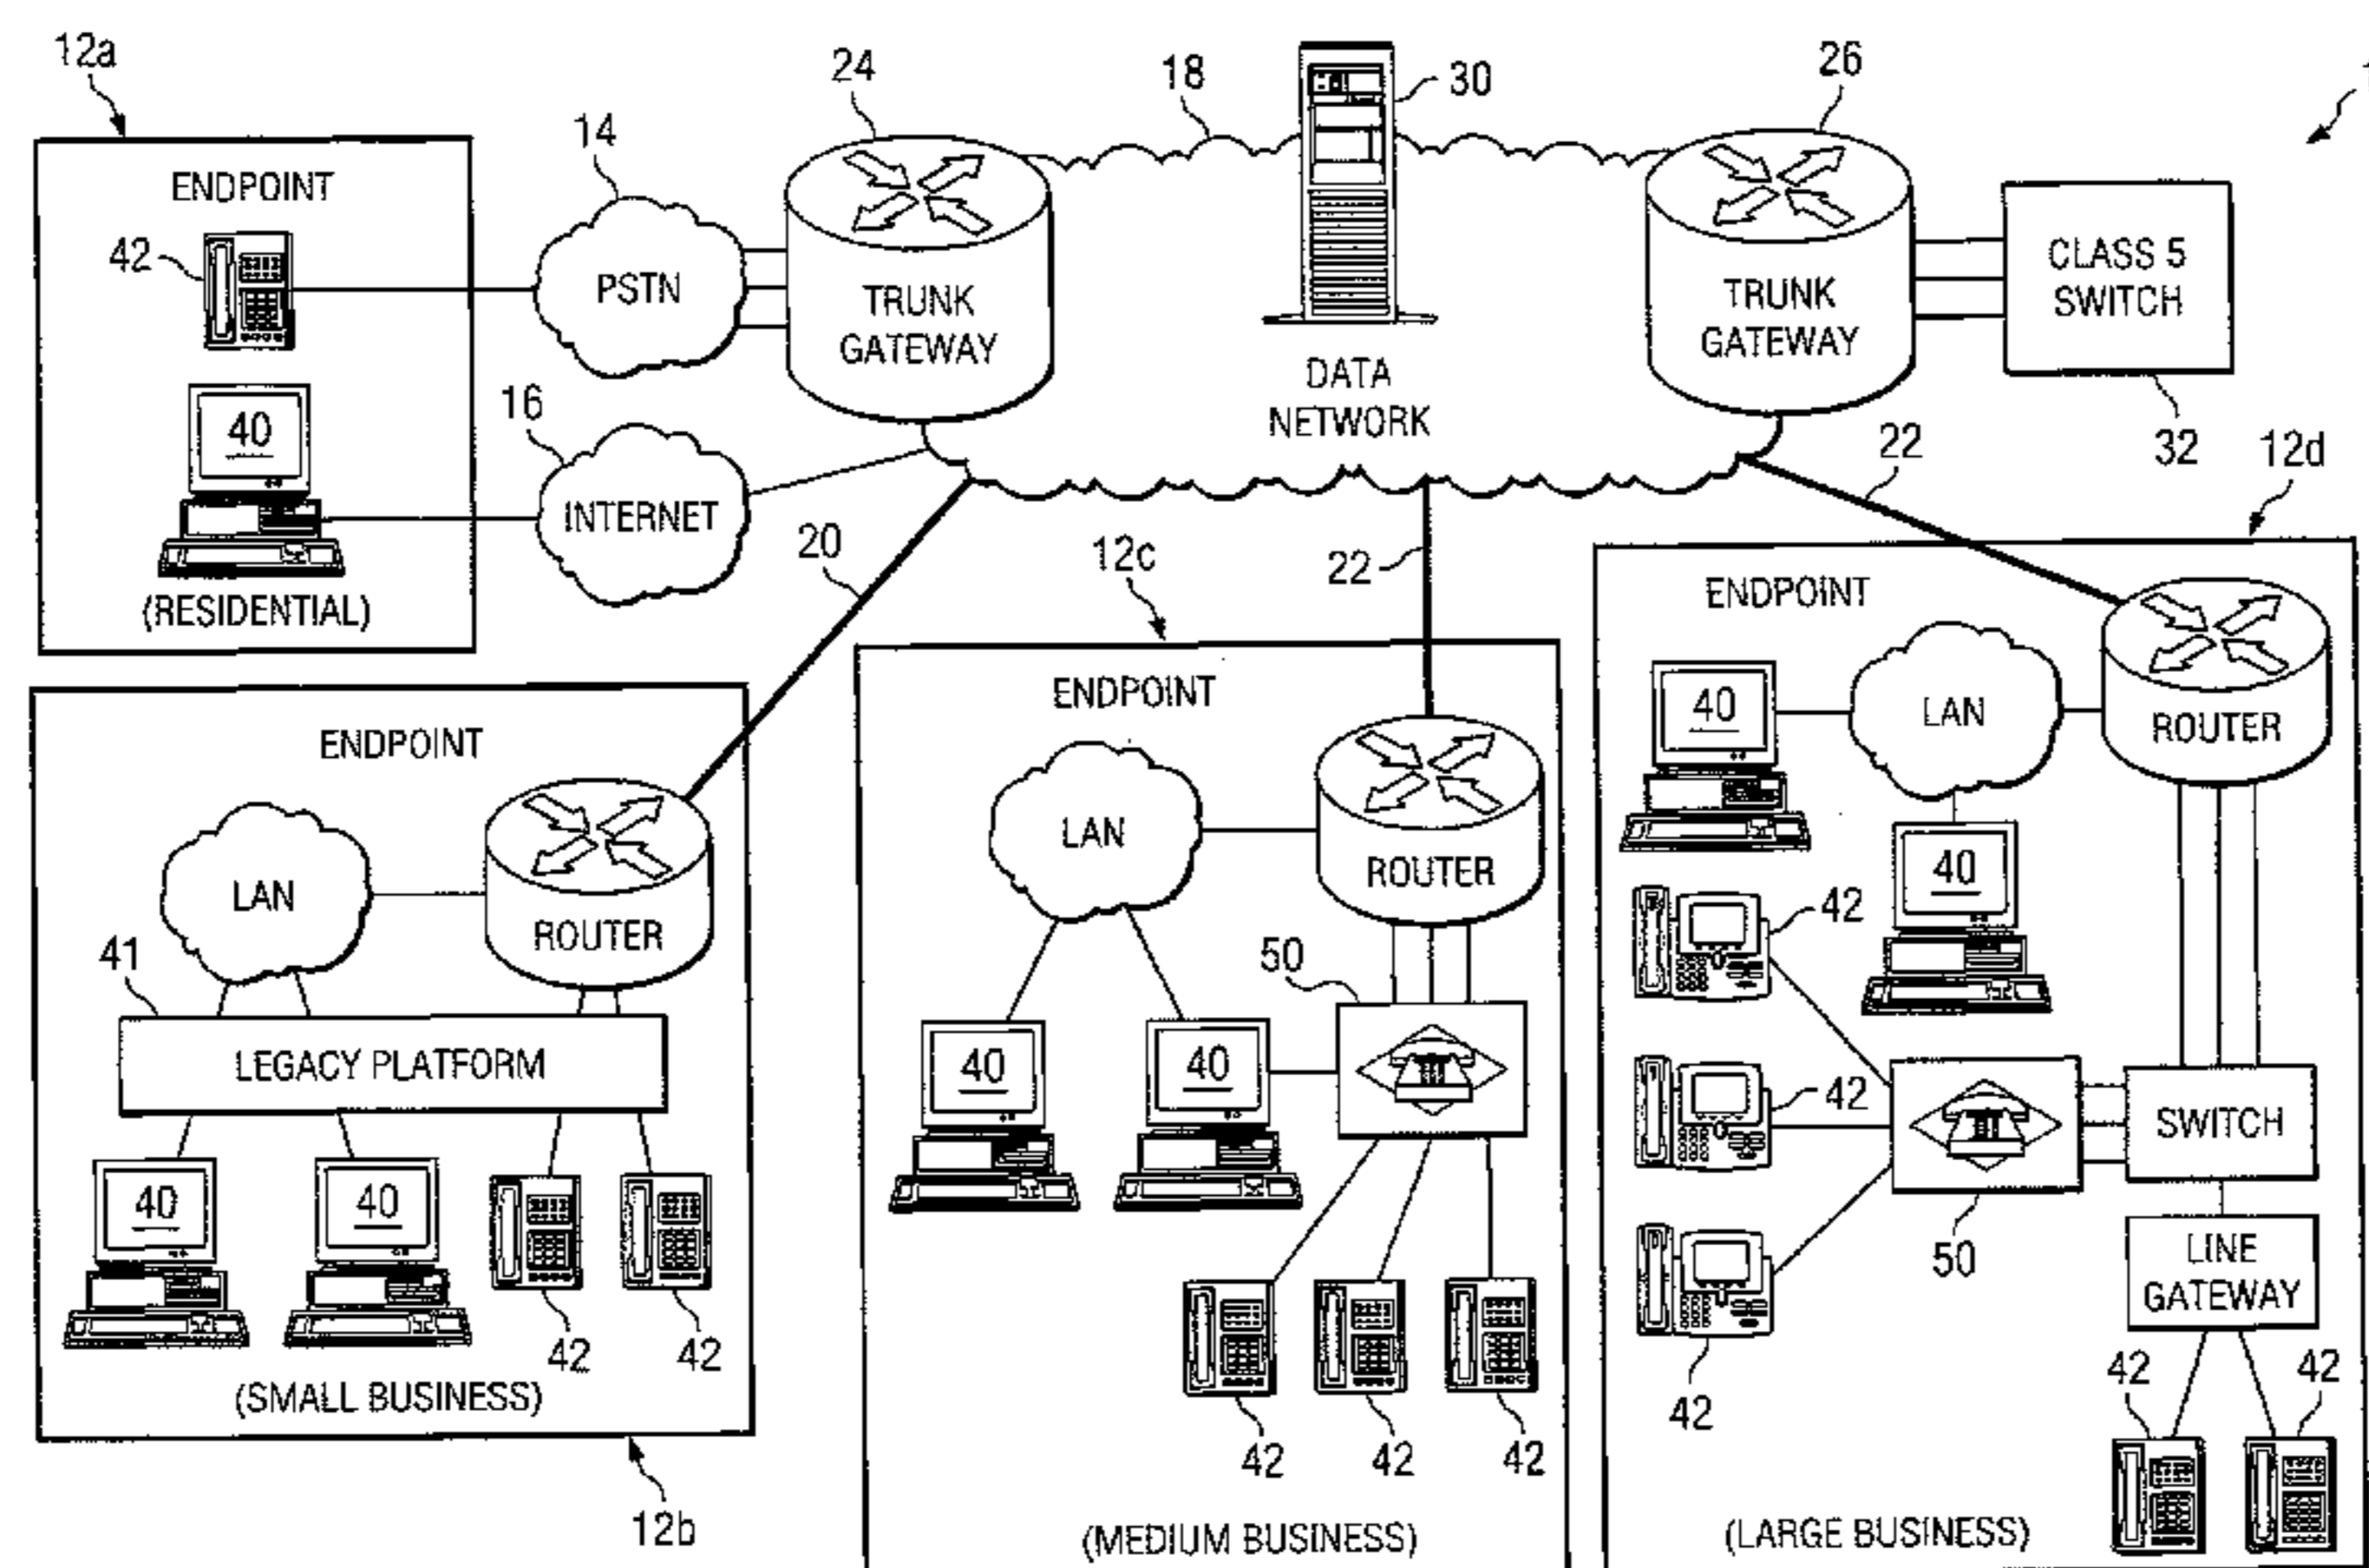 12a
24
18
30
26
14
ENDPOINT
42
PSTN
TRUNK
GATEWAY
TRUNK
GATEWAY
CLASS 5
SWITCH
DATA
NETWORK
16
40
INTERNET
32
22
12d
20
12c
22
(RESIDENTIAL)
ENDPOINT
ENDPOINT
ENDPOINT
40
LAN
ROUTER
LAN
ROUTER
40
42
LAN
ROUTER
41
50
LEGACY PLATFORM
40
40
42
SWITCH
40
40
50
LINE
GATEWAY
42
42
42
42
42
(SMALL BUSINESS)
42
42
42
12b
(MEDIUM BUSINESS)
(LARGE BUSINESS)